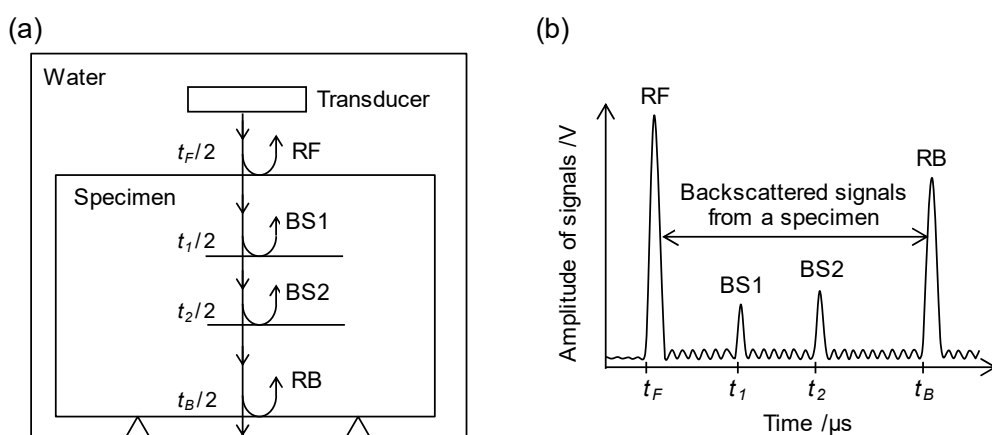 (a)
Water
Transducer
t_F/2
RF
Specimen
t_1/2
BS1
t_2/2
BS2
t_B/2
RB
(b)
Amplitude of signals /V
RF
RB
Backscattered signals
from a specimen
BS1
BS2
t_F
t_1
t_2
t_B
Time /μs